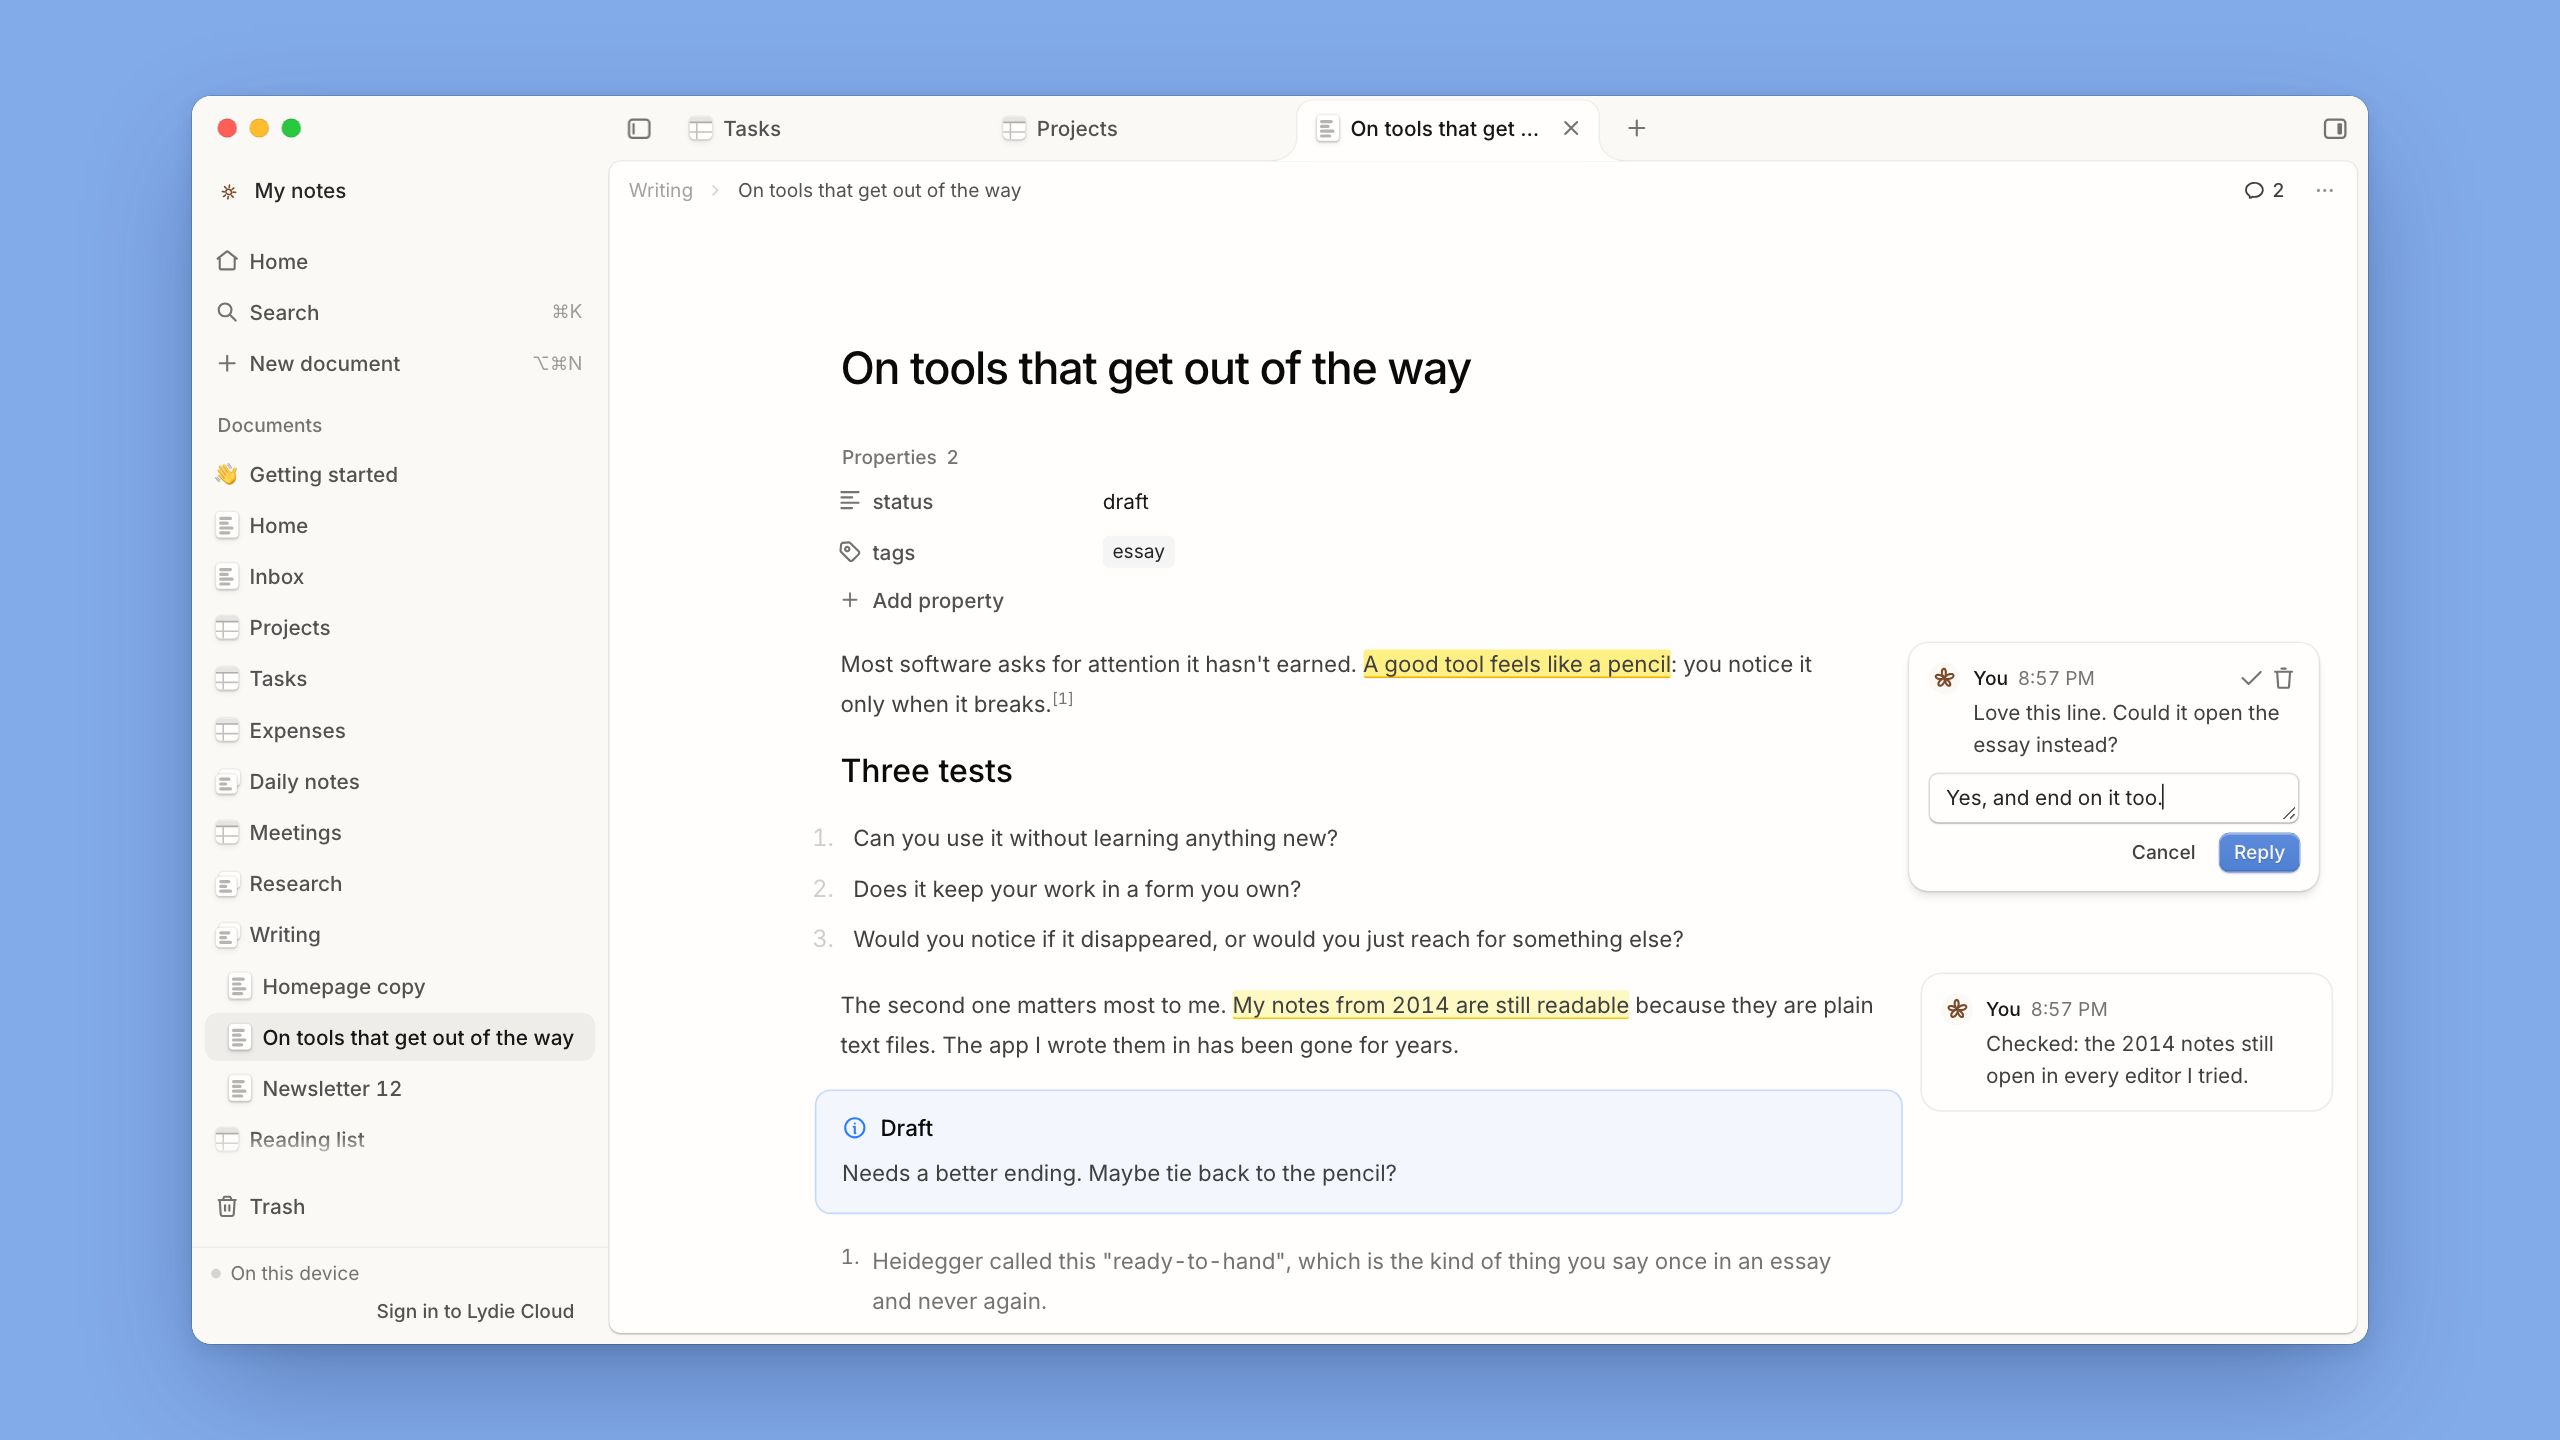 Tasks
Projects
On tools that get ...
My notes
Home
Search ⌘K
New document ⌥⌘N
Documents
Getting started
Home
Inbox
Projects
Tasks
Expenses
Daily notes
Meetings
Research
Writing
Homepage copy
On tools that get out of the way
Newsletter 12
Reading list
Trash
On this device
Sign in to Lydie Cloud
Writing > On tools that get out of the way
2
On tools that get out of the way
Properties 2
status draft
tags essay
Add property
Most software asks for attention it hasn't earned. A good tool feels like a pencil: you notice it
only when it breaks.[1]
Three tests
1. Can you use it without learning anything new?
2. Does it keep your work in a form you own?
3. Would you notice if it disappeared, or would you just reach for something else?
The second one matters most to me. My notes from 2014 are still readable because they are plain
text files. The app I wrote them in has been gone for years.
Draft
Needs a better ending. Maybe tie back to the pencil?
1. Heidegger called this "ready-to-hand", which is the kind of thing you say once in an essay
and never again.
You 8:57 PM
Love this line. Could it open the
essay instead?
Yes, and end on it too.
Cancel Reply
You 8:57 PM
Checked: the 2014 notes still
open in every editor I tried.